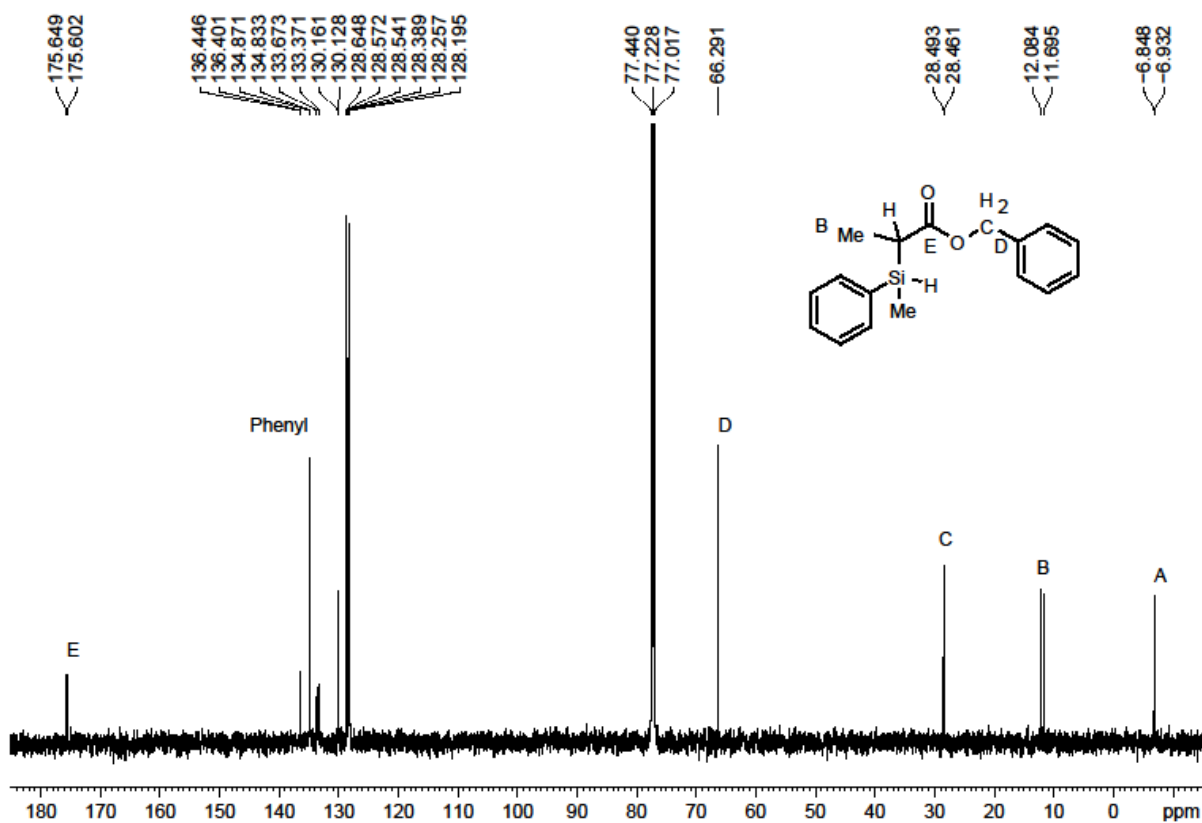 175.649
175.602
136.446
136.401
134.871
134.833
133.673
133.371
130.161
130.128
128.648
128.572
128.541
128.389
128.257
128.195
77.440
77.228
77.017
66.291
28.493
28.461
12.084
11.695
-6.848
-6.932
O
H
H 2
B
Me
C
E
O
D
Si
H
Me
Phenyl
D
C
B
A
E
180 170 160 150 140 130 120 110 100 90 80 70 60 50 40 30 20 10 0 ppm